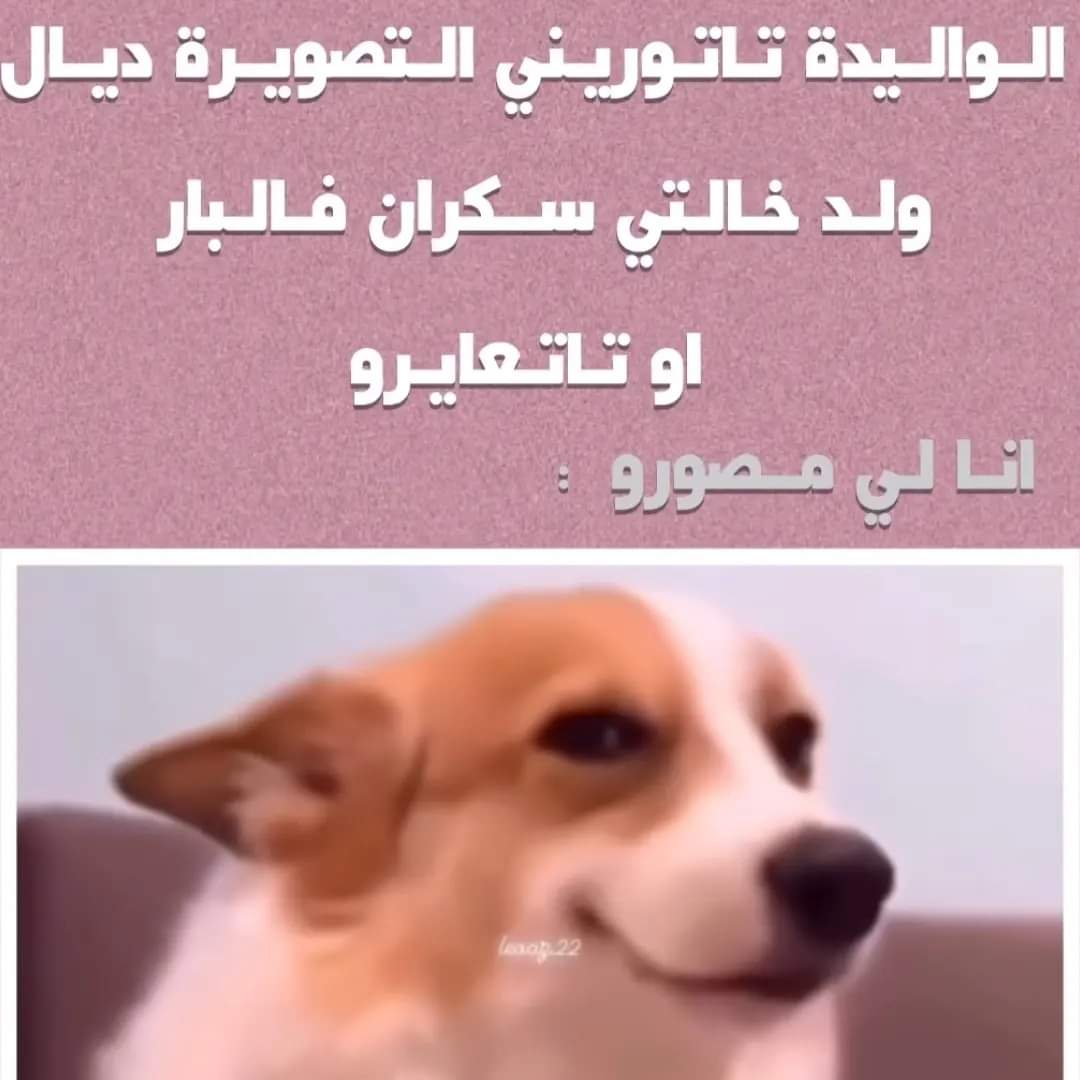 الواليدة تاتوريني التصويرة ديال
ولد خالتي سكران فالبار
او تاتعايرو
انا لي مصورو :